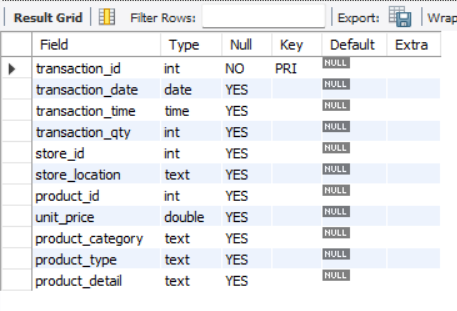 Result Grid Filter Rows: Export: Wrap
Field Type Null Key Default Extra
transaction_id int NO PRI NULL
transaction_date date YES NULL
transaction_time time YES NULL
transaction_qty int YES NULL
store_id int YES NULL
store_location text YES NULL
product_id int YES NULL
unit_price double YES NULL
product_category text YES NULL
product_type text YES NULL
product_detail text YES NULL